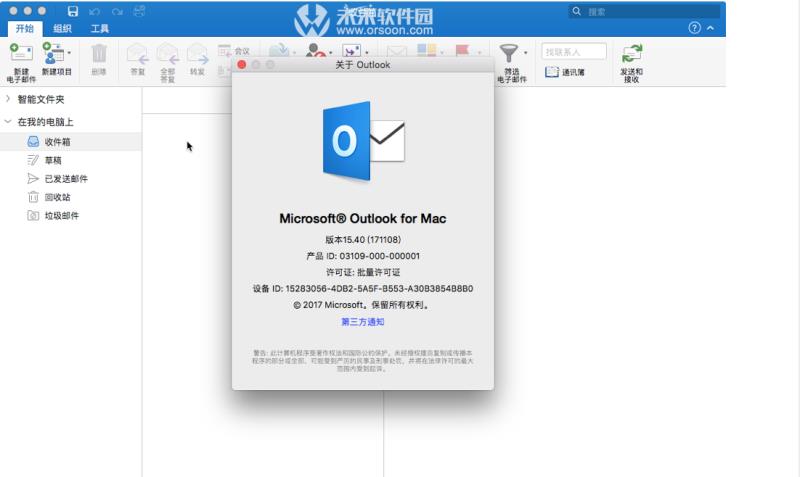 未来软件园
www.orsoon.com
搜索
开始 组织 工具
新建
电子邮件
新建项目
删除
答复
全部
答复
转发
会议
筛选
电子邮件
找联系人
通讯簿
发送和
接收
智能文件夹
在我的电脑上
收件箱
草稿
已发送邮件
回收站
垃圾邮件
关于 Outlook
Microsoft® Outlook for Mac
版本15.40 (171108)
产品 ID: 03109-000-000001
许可证: 批量许可证
设备 ID: 15283056-4DB2-5A5F-B553-A30B3854B8B0
© 2017 Microsoft。保留所有权利。
第三方通知
警告: 此计算机程序受著作权法和国际公约保护。未经授权擅自复制或传播本
程序的部分或全部，可能受到严厉的民事及刑事处罚，并将在法律许可的最大
范围内受到起诉。